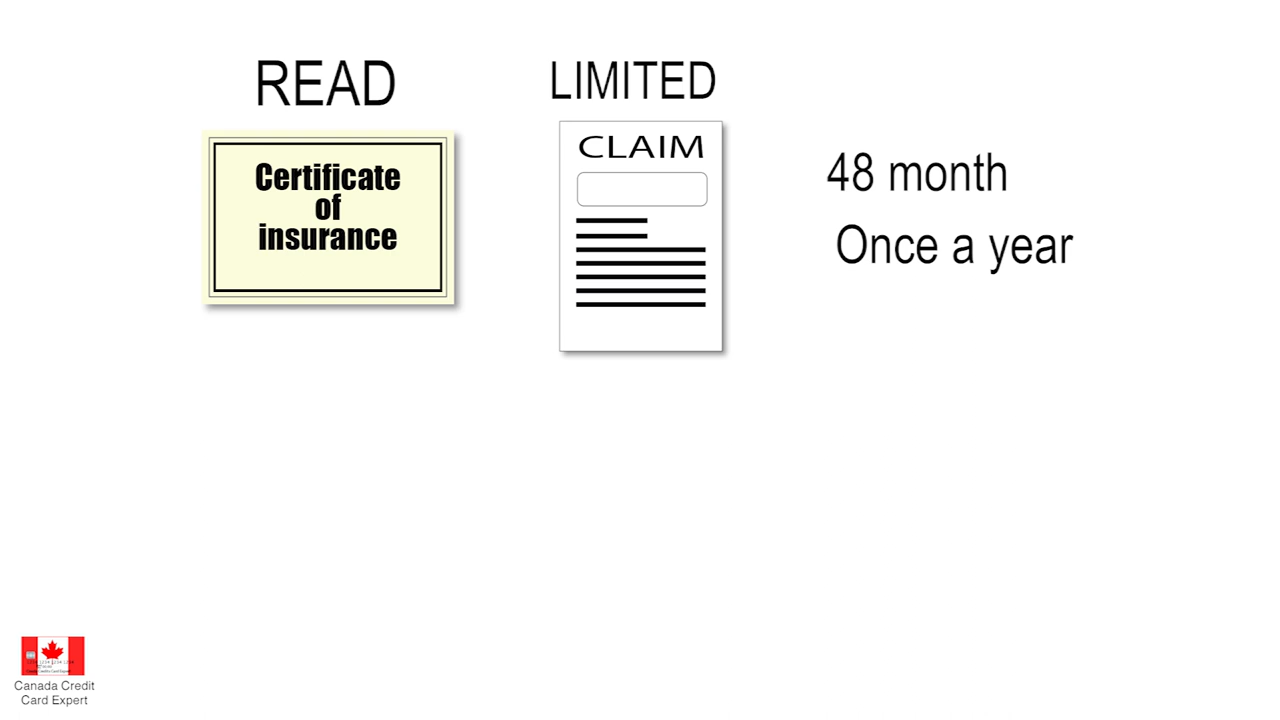 READ
Certificate
of
insurance
LIMITED
CLAIM
48 month
Once a year
Canada Credit
Card Expert